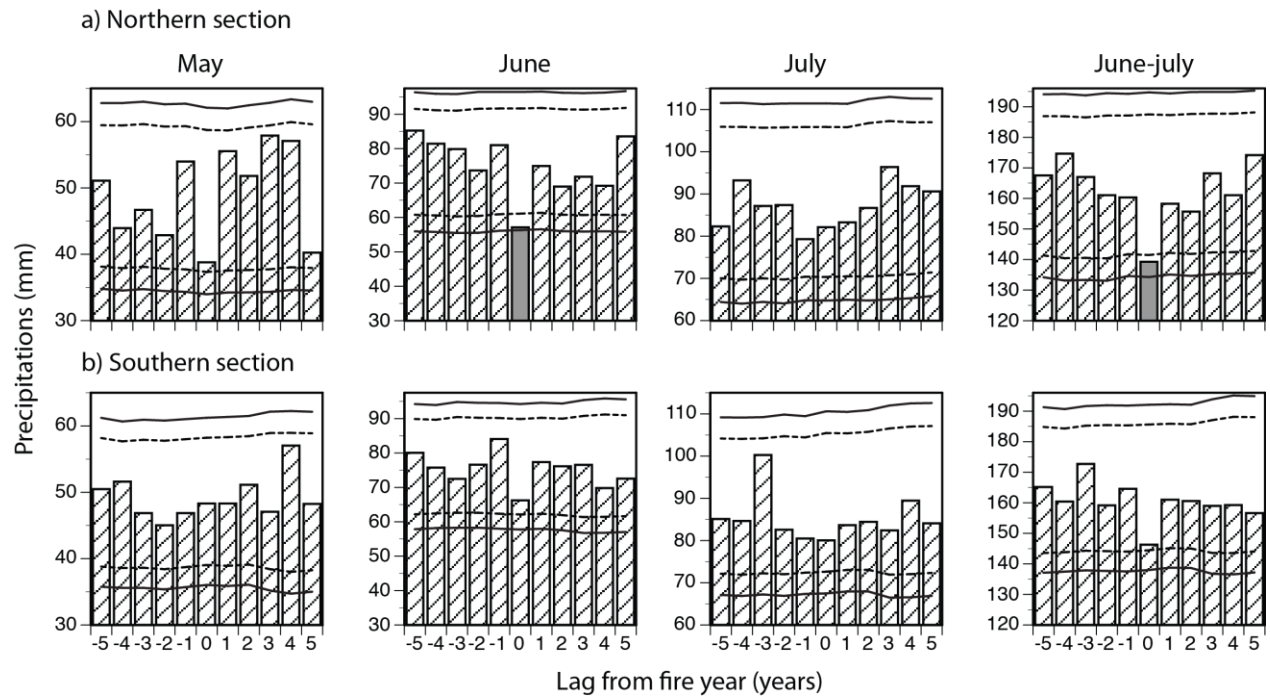 a) Northern section
May June July June-july
60 50 40 30
90 80 70 60 50 40 30
110 100 90 80 70 60
190 180 170 160 150 140 130 120
Precipitations (mm)
b) Southern section
60 50 40 30
90 80 70 60 50 40 30
110 100 90 80 70 60
190 180 170 160 150 140 130 120
-5 -4 -3 -2 -1 0 1 2 3 4 5 -5 -4 -3 -2 -1 0 1 2 3 4 5 -5 -4 -3 -2 -1 0 1 2 3 4 5 -5 -4 -3 -2 -1 0 1 2 3 4 5
Lag from fire year (years)